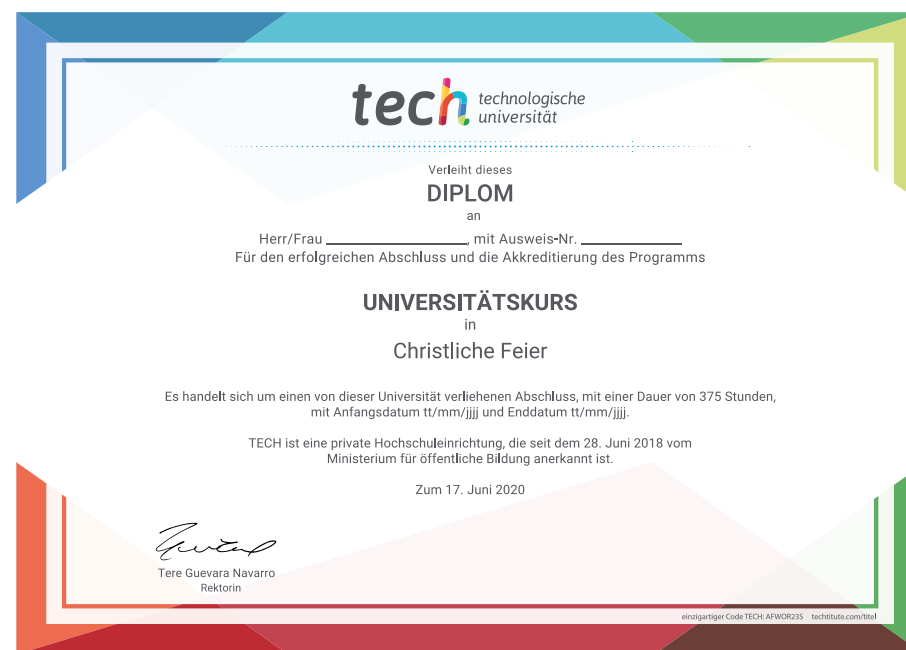 tech technologische
universität
Verleiht dieses
DIPLOM
an
Herr/Frau ____________________, mit Ausweis-Nr. ______________
Für den erfolgreichen Abschluss und die Akkreditierung des Programms
UNIVERSITÄTSKURS
in
Christliche Feier
Es handelt sich um einen von dieser Universität verliehenen Abschluss, mit einer Dauer von 375 Stunden,
mit Anfangsdatum tt/mm/jjjj und Enddatum tt/mm/jjjj.
TECH ist eine private Hochschuleinrichtung, die seit dem 28. Juni 2018 vom
Ministerium für öffentliche Bildung anerkannt ist.
Zum 17. Juni 2020
Tere Guevara Navarro
Rektorin
einzigartiger Code TECH: AFWOR23S techtitute.com/titel